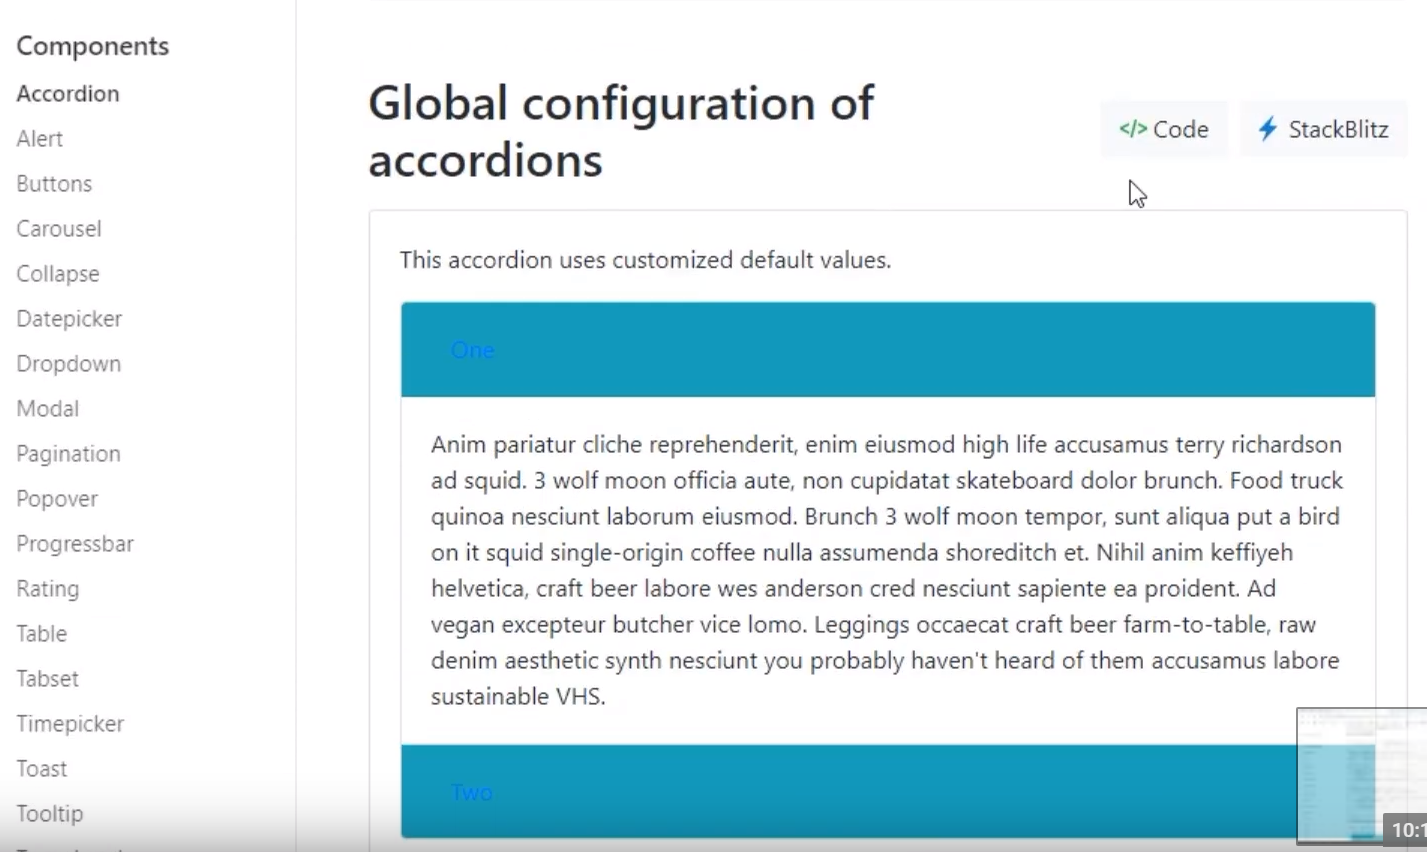 Components
Accordion
Alert
Buttons
Carousel
Collapse
Datepicker
Dropdown
Modal
Pagination
Popover
Progressbar
Rating
Table
Tabset
Timepicker
Toast
Tooltip
Global configuration of
accordions
</> Code
StackBlitz
This accordion uses customized default values.
One
Anim pariatur cliche reprehenderit, enim eiusmod high life accusamus terry richardson
ad squid. 3 wolf moon officia aute, non cupidatat skateboard dolor brunch. Food truck
quinoa nesciunt laborum eiusmod. Brunch 3 wolf moon tempor, sunt aliqua put a bird
on it squid single-origin coffee nulla assumenda shoreditch et. Nihil anim keffiyeh
helvetica, craft beer labore wes anderson cred nesciunt sapiente ea proident. Ad
vegan excepteur butcher vice lomo. Leggings occaecat craft beer farm-to-table, raw
denim aesthetic synth nesciunt you probably haven't heard of them accusamus labore
sustainable VHS.
Two